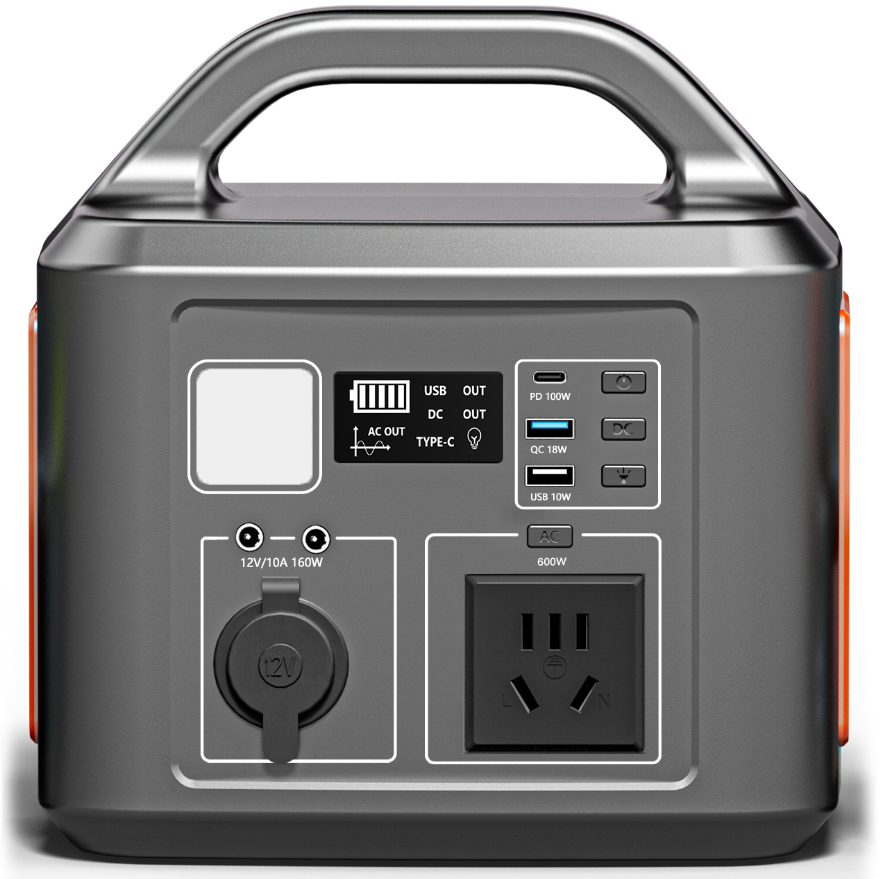 USB OUT
DC OUT
AC OUT
TYPE-C
PD 100W
DC
QC 18W
USB 10W
12V/10A 160W
AC
600W
12V
L N